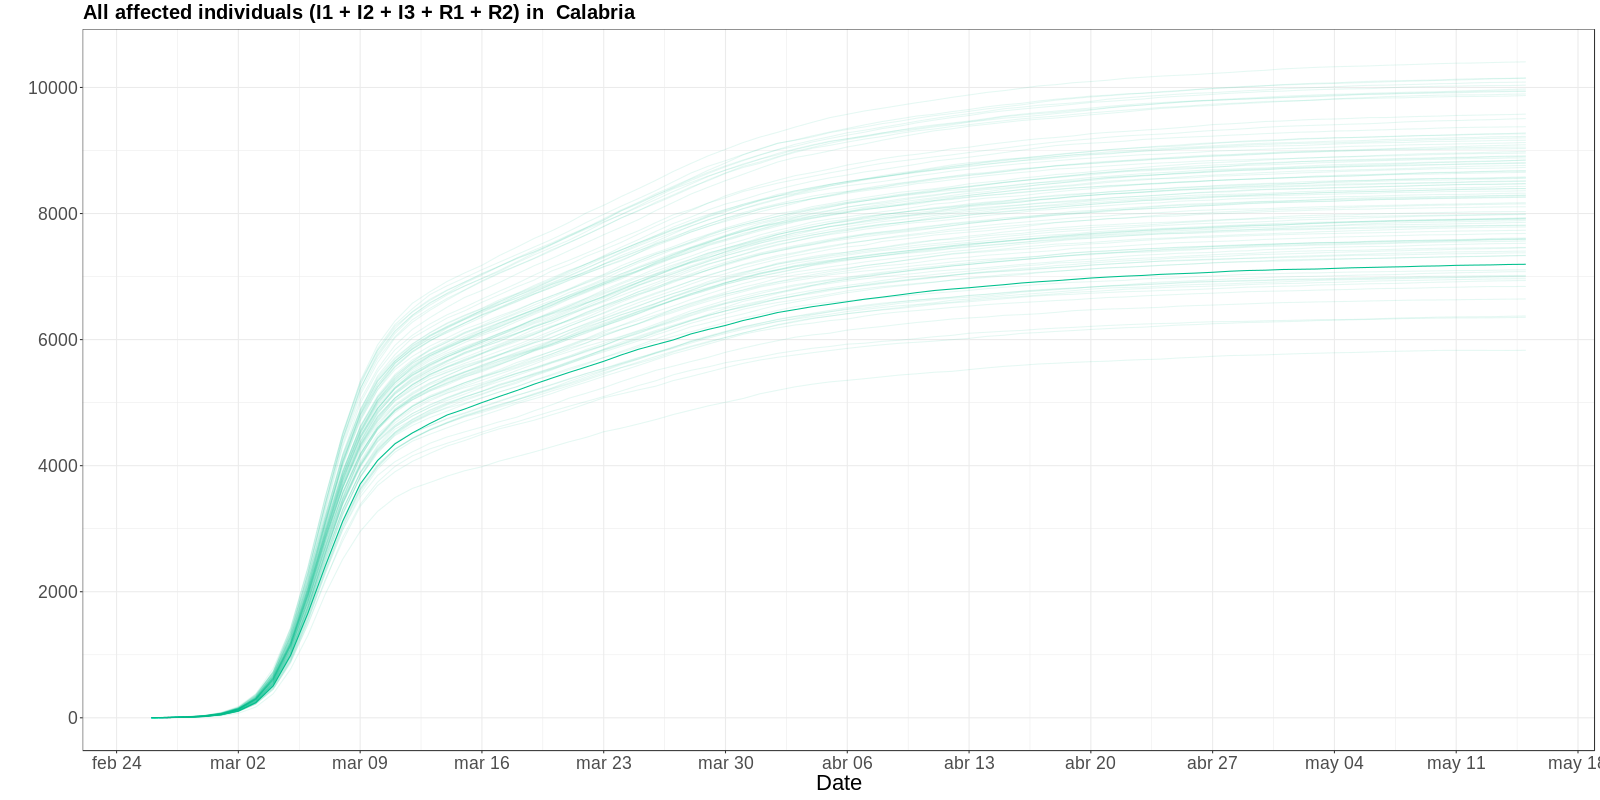 All affected individuals (I1 + I2 + I3 + R1 + R2) in  Calabria
10000
8000
6000
4000
2000
0
feb 24 mar 02 mar 09 mar 16 mar 23 mar 30 abr 06 abr 13 abr 20 abr 27 may 04 may 11 may 18
Date